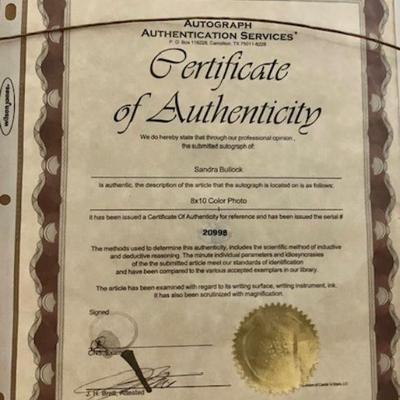 AUTOGRAPH
AUTHENTICATION SERVICES
P. O. Box 118228, Carrollton, TX 75011-8228
Certificate
of Authenticity
We do hereby state that through our professional opinion,
the submitted autograph of:
Sandra Bullock
Is authentic, the description of the article that the autograph is located on is as follows:
8x10 Color Photo
It has been issued a Certificate Of Authenticity for reference and has been issued the serial #
20998
The methods used to determine this authenticity, includes the scientific method of inductive
and deductive reasoning. The minute individual parameters and idiosyncrasies
of the the submitted article meet our standards of identification
and have been compared to the various accepted exemplars in our library.
The article has been examined with regard to its writing surface, writing instrument, ink.
It has also been scrutinized with magnification.
Signed
J. H. Attested
wilson jones